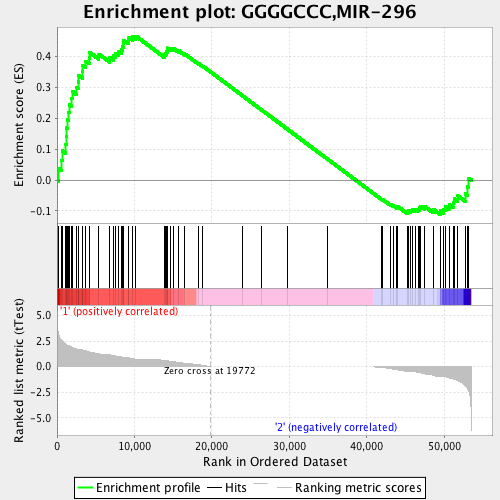 Enrichment plot: GGGGCCC,MIR-296
Enrichment score (ES)
0.4
0.3
0.2
0.1
0.0
-0.1
'1' (positively correlated)
5.0
2.5
0.0
-2.5
-5.0
Zero cross at 19772
'2' (negatively correlated)
Ranked list metric (tTest)
0 10,000 20,000 30,000 40,000 50,000
Rank in Ordered Dataset
Enrichment profile Hits Ranking metric scores